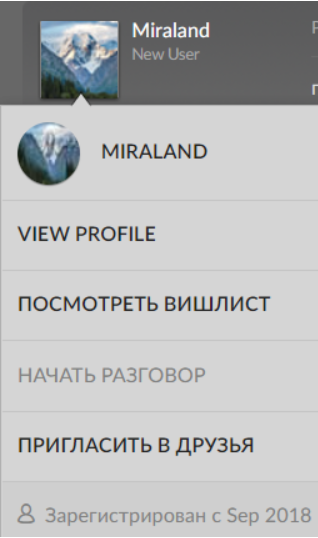 Miraland
New User
MIRALAND
VIEW PROFILE
ПОСМОТРЕТЬ ВИШЛИСТ
НАЧАТЬ РАЗГОВОР
ПРИГЛАСИТЬ В ДРУЗЬЯ
Зарегистрирован с Sep 2018